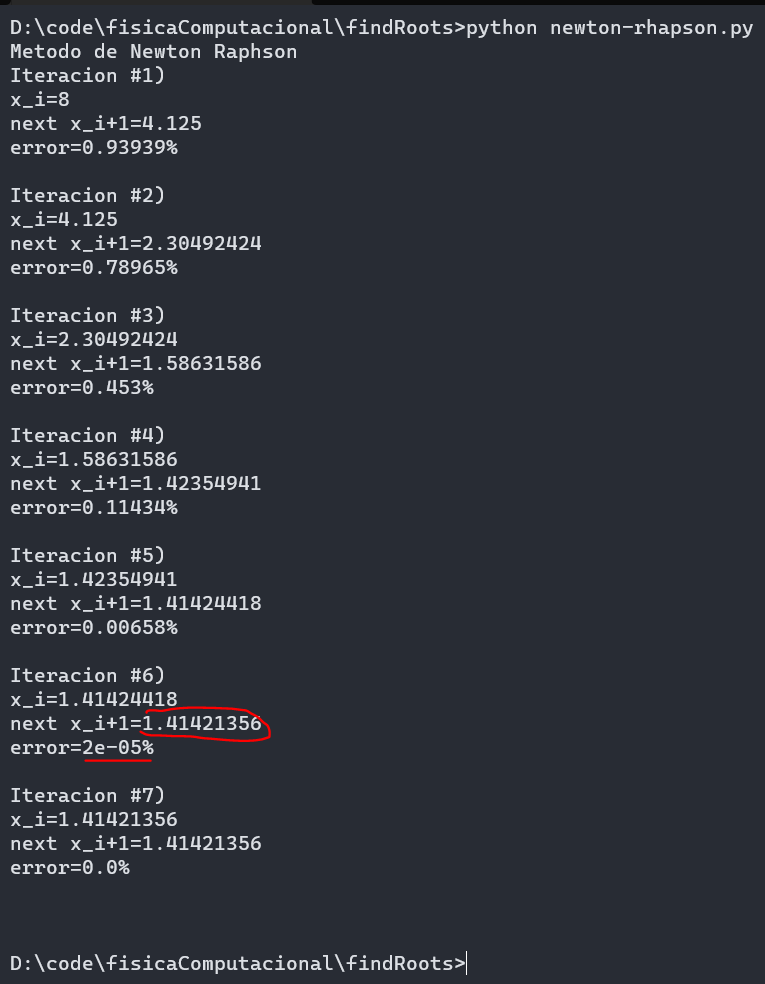 D:\code\fisicaComputacional\findRoots>python newton-rhapson.py
Metodo de Newton Raphson
Iteracion #1)
x_i=8
next x_i+1=4.125
error=0.93939%
Iteracion #2)
x_i=4.125
next x_i+1=2.30492424
error=0.78965%
Iteracion #3)
x_i=2.30492424
next x_i+1=1.58631586
error=0.453%
Iteracion #4)
x_i=1.58631586
next x_i+1=1.42354941
error=0.11434%
Iteracion #5)
x_i=1.42354941
next x_i+1=1.41424418
error=0.00658%
Iteracion #6)
x_i=1.41424418
next x_i+1=1.41421356
error=2e-05%
Iteracion #7)
x_i=1.41421356
next x_i+1=1.41421356
error=0.0%
D:\code\fisicaComputacional\findRoots>